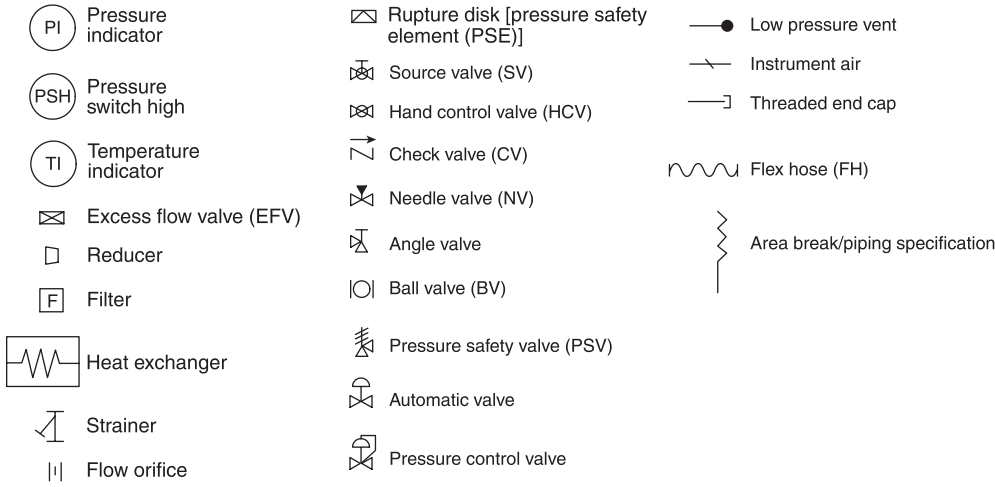 PI
Pressure
indicator
PSH
Pressure
switch high
TI
Temperature
indicator
Excess flow valve (EFV)
Reducer
F
Filter
Heat exchanger
Strainer
Flow orifice
Rupture disk [pressure safety
element (PSE)]
Source valve (SV)
Hand control valve (HCV)
Check valve (CV)
Needle valve (NV)
Angle valve
Ball valve (BV)
Pressure safety valve (PSV)
Automatic valve
Pressure control valve
Low pressure vent
Instrument air
Threaded end cap
Flex hose (FH)
Area break/piping specification